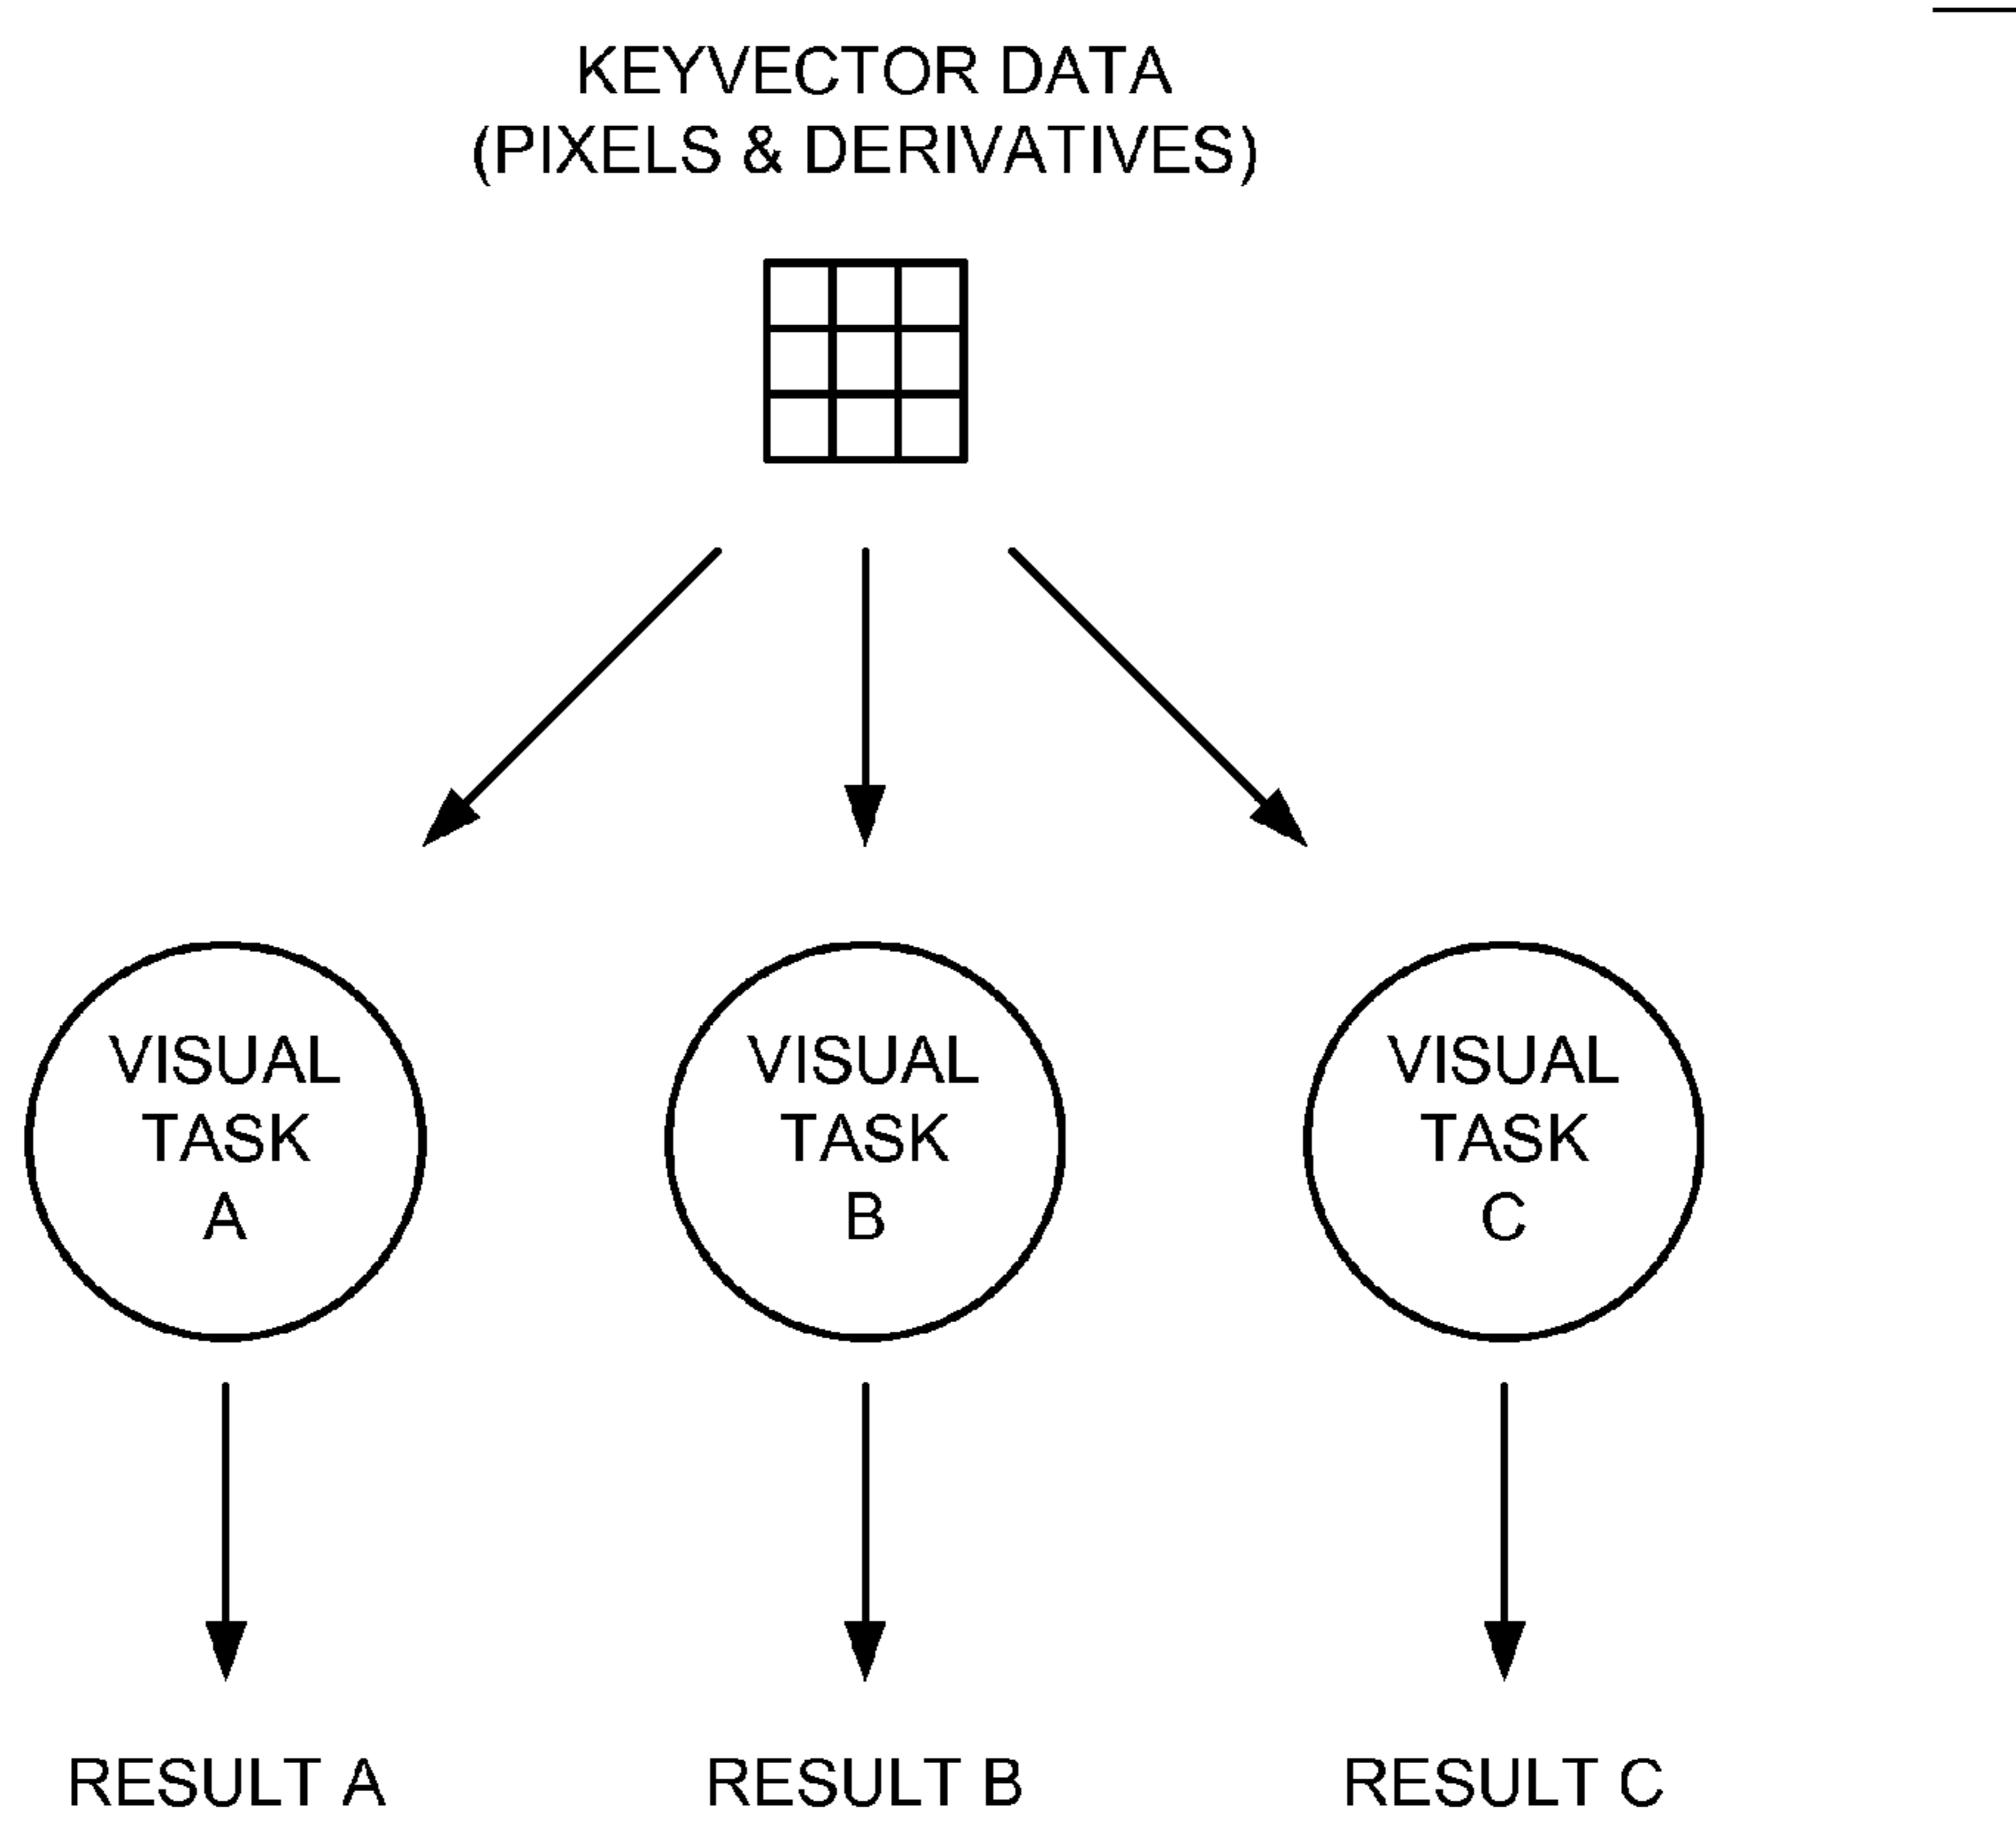 KEYVECTOR DATA
(PIXELS & DERIVATIVES)
VISUAL
TASK
A
VISUAL
TASK
B
VISUAL
TASK
C
RESULT A
RESULT B
RESULT C